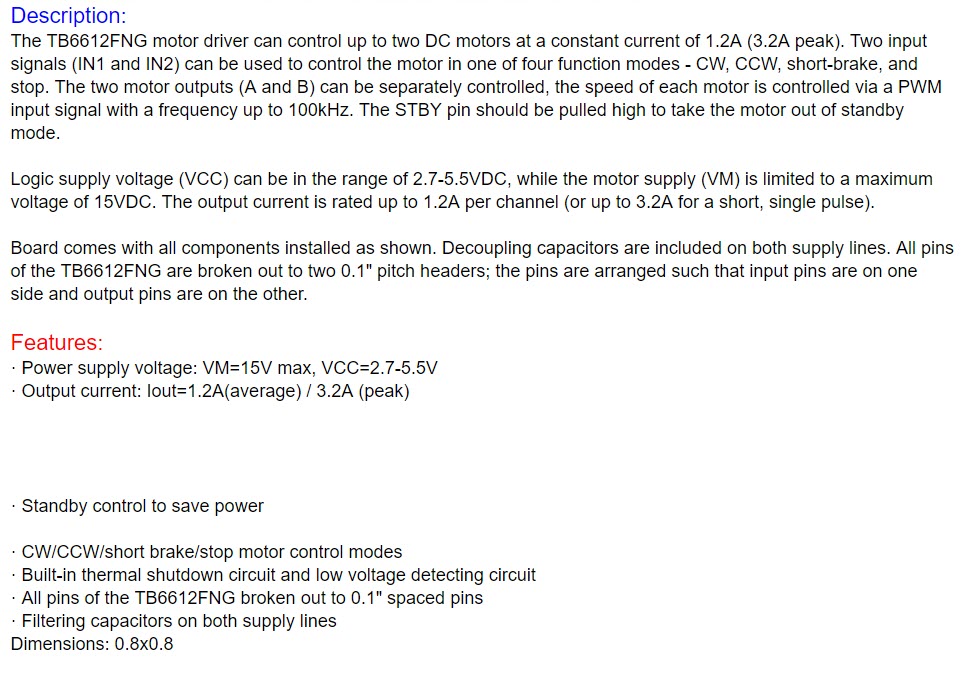 Description:
The TB6612FNG motor driver can control up to two DC motors at a constant current of 1.2A (3.2A peak). Two input
signals (IN1 and IN2) can be used to control the motor in one of four function modes - CW, CCW, short-brake, and
stop. The two motor outputs (A and B) can be separately controlled, the speed of each motor is controlled via a PWM
input signal with a frequency up to 100kHz. The STBY pin should be pulled high to take the motor out of standby
mode.
Logic supply voltage (VCC) can be in the range of 2.7-5.5VDC, while the motor supply (VM) is limited to a maximum
voltage of 15VDC. The output current is rated up to 1.2A per channel (or up to 3.2A for a short, single pulse).
Board comes with all components installed as shown. Decoupling capacitors are included on both supply lines. All pins
of the TB6612FNG are broken out to two 0.1" pitch headers; the pins are arranged such that input pins are on one
side and output pins are on the other.
Features:
· Power supply voltage: VM=15V max, VCC=2.7-5.5V
· Output current: Iout=1.2A(average) / 3.2A (peak)
· Standby control to save power
· CW/CCW/short brake/stop motor control modes
· Built-in thermal shutdown circuit and low voltage detecting circuit
· All pins of the TB6612FNG broken out to 0.1" spaced pins
· Filtering capacitors on both supply lines
Dimensions: 0.8x0.8